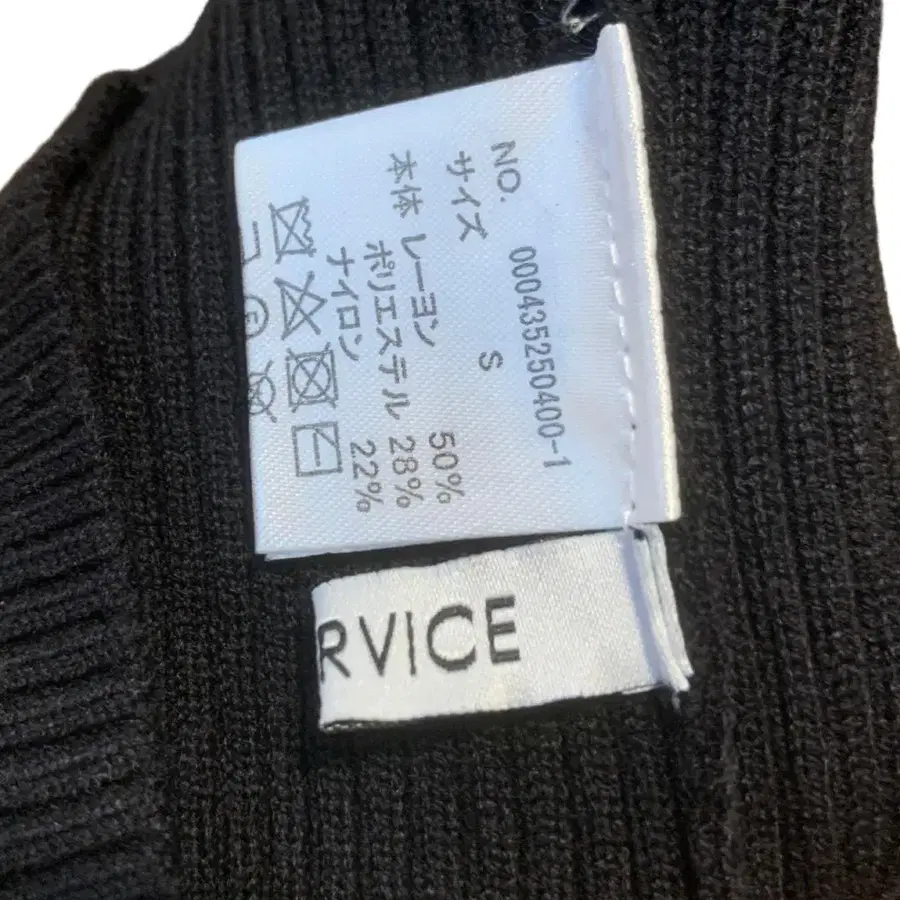 NO. 000435250400-1
サイズ S
本体 レーヨン 50%
ポリエステル 28%
ナイロン 22%
RVICE